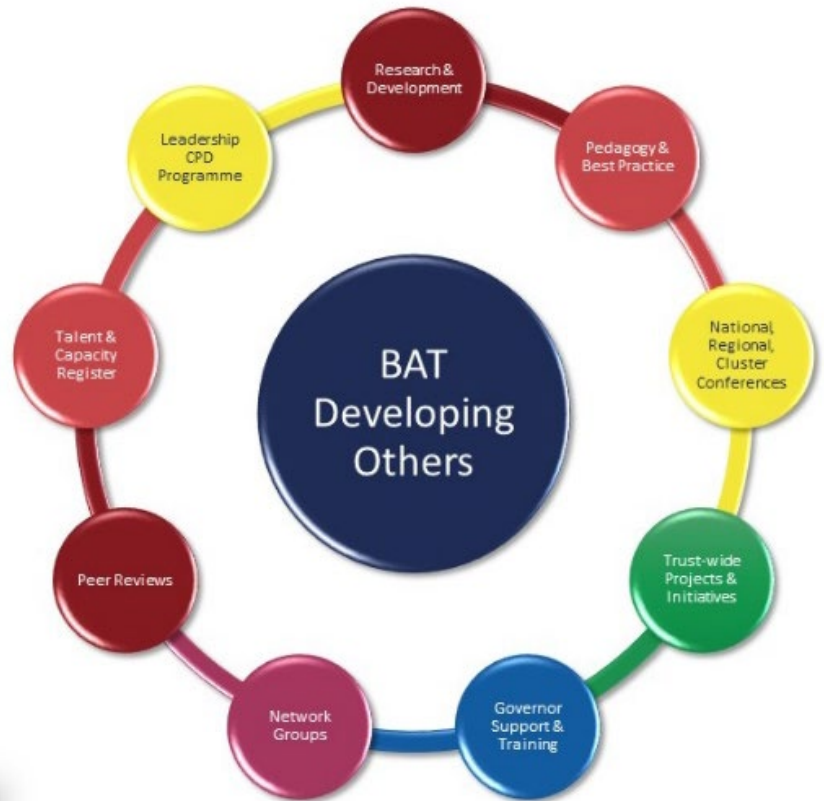 Research &
Development
Pedagogy &
Best Practice
National,
Regional,
Cluster
Conferences
Trust-wide
Projects &
Initiatives
Governor
Support &
Training
Network
Groups
Peer Reviews
Talent &
Capacity
Register
Leadership
CPD
Programme
BAT
Developing
Others